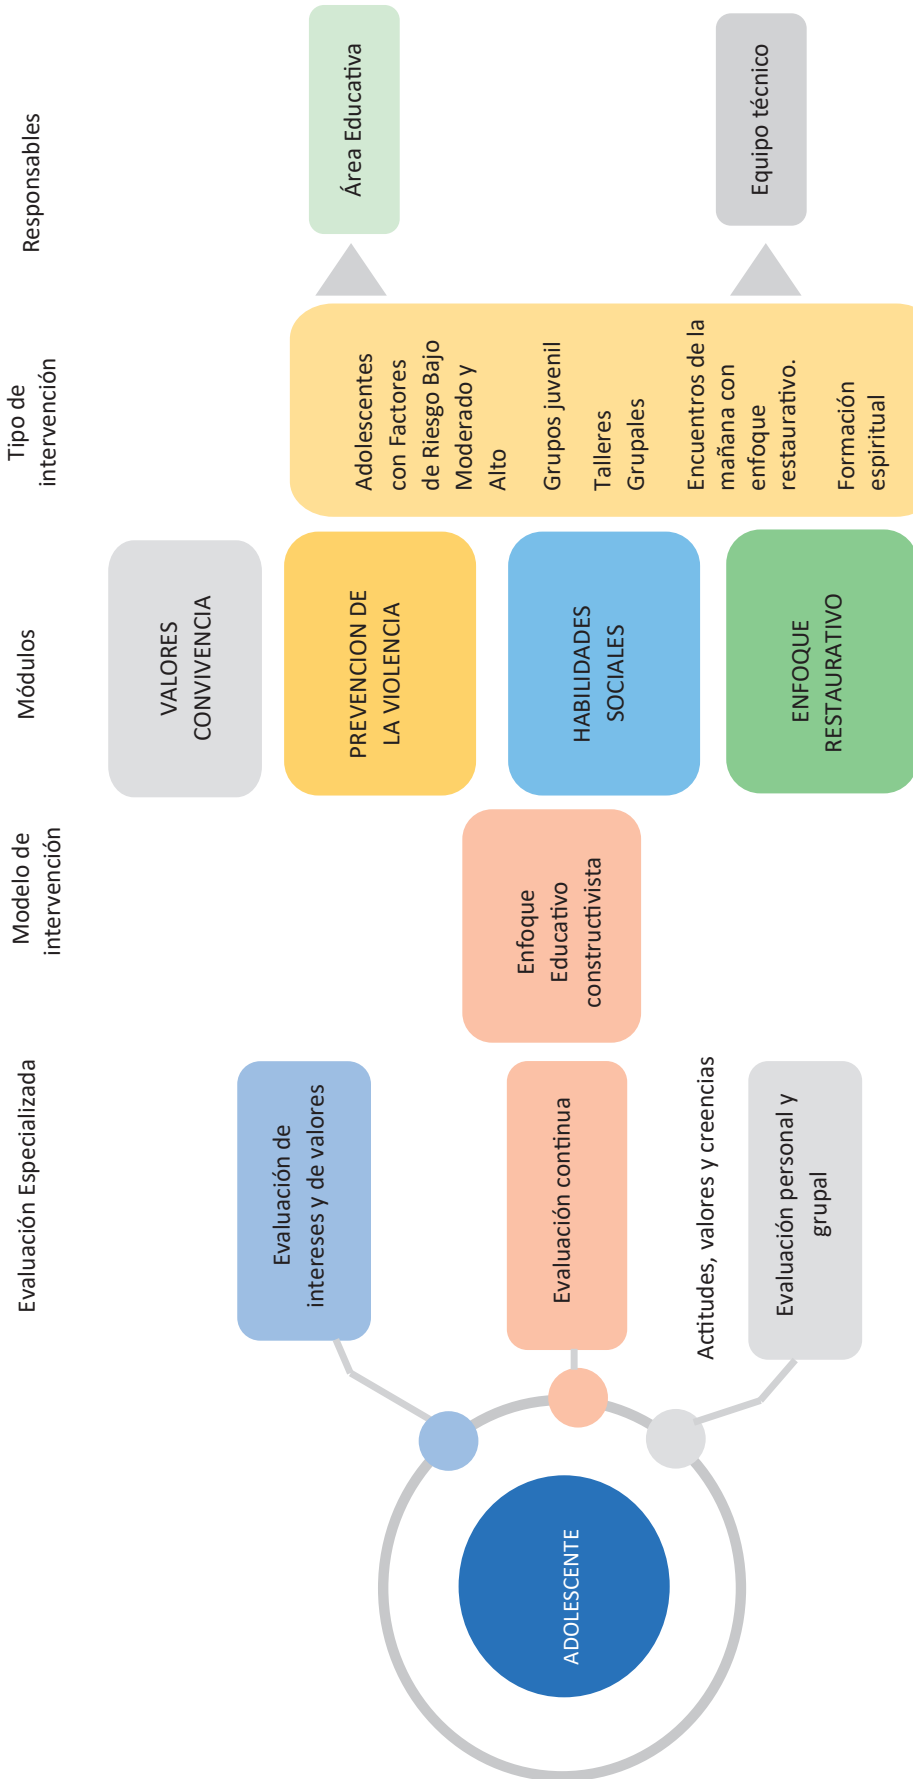 Evaluación Especializada
Modelo de
intervención
Módulos
Tipo de
intervención
Responsables
ADOLESCENTE
Evaluación de
intereses y de valores
Evaluación continua
Actitudes, valores y creencias
Evaluación personal y
grupal
Enfoque
Educativo
constructivista
VALORES
CONVIVENCIA
PREVENCION DE
LA VIOLENCIA
HABILIDADES
SOCIALES
ENFOQUE
RESTAURATIVO
Adolescentes
con Factores
de Riesgo Bajo
Moderado y
Alto
Grupos juvenil
Talleres
Grupales
Encuentros de la
mañana con
enfoque
restaurativo.
Formación
espiritual
Área Educativa
Equipo técnico